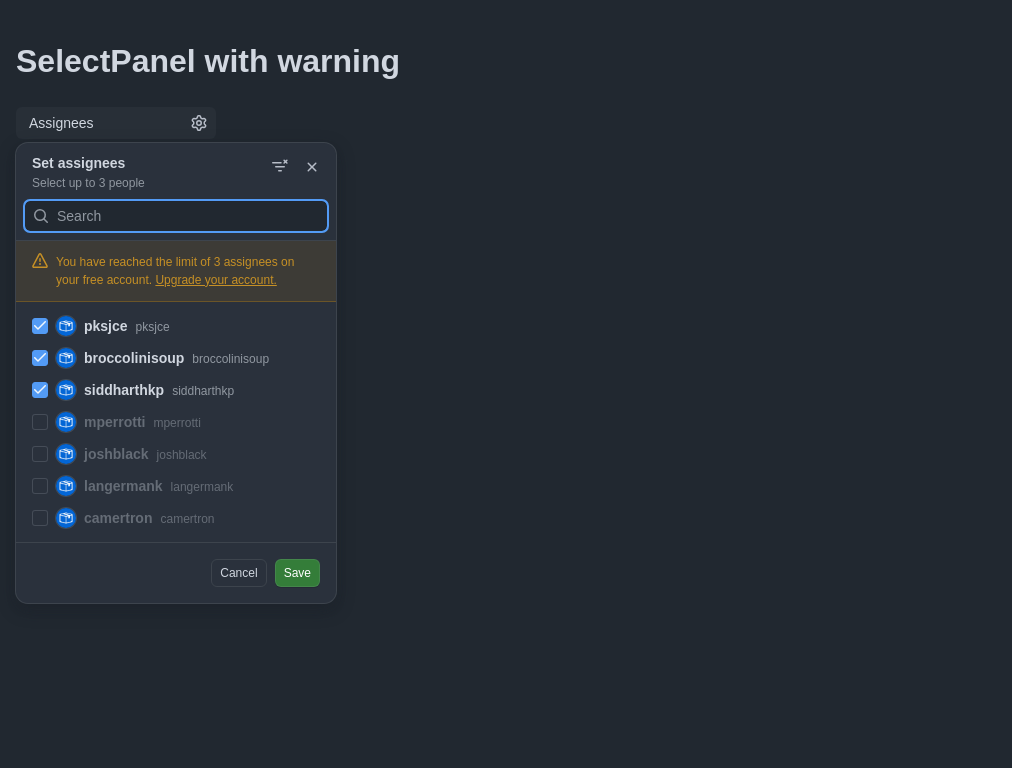 SelectPanel with warning
Assignees
Set assignees
Select up to 3 people
Search
You have reached the limit of 3 assignees on
your free account. Upgrade your account.
pksjce pksjce
broccolinisoup broccolinisoup
siddharthkp siddharthkp
mperrotti mperrotti
joshblack joshblack
langermank langermank
camertron camertron
Cancel Save